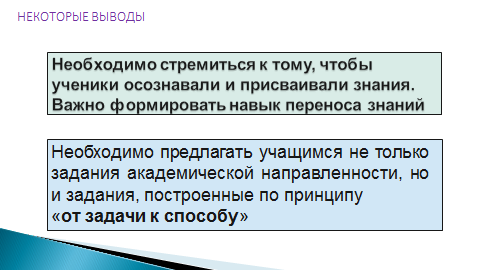 НЕКОТОРЫЕ ВЫВОДЫ
Необходимо стремиться к тому, чтобы
ученики осознавали и присваивали знания.
Важно формировать навык переноса знаний
Необходимо предлагать учащимся не только
задания академической направленности, но
и задания, построенные по принципу
«от задачи к способу»